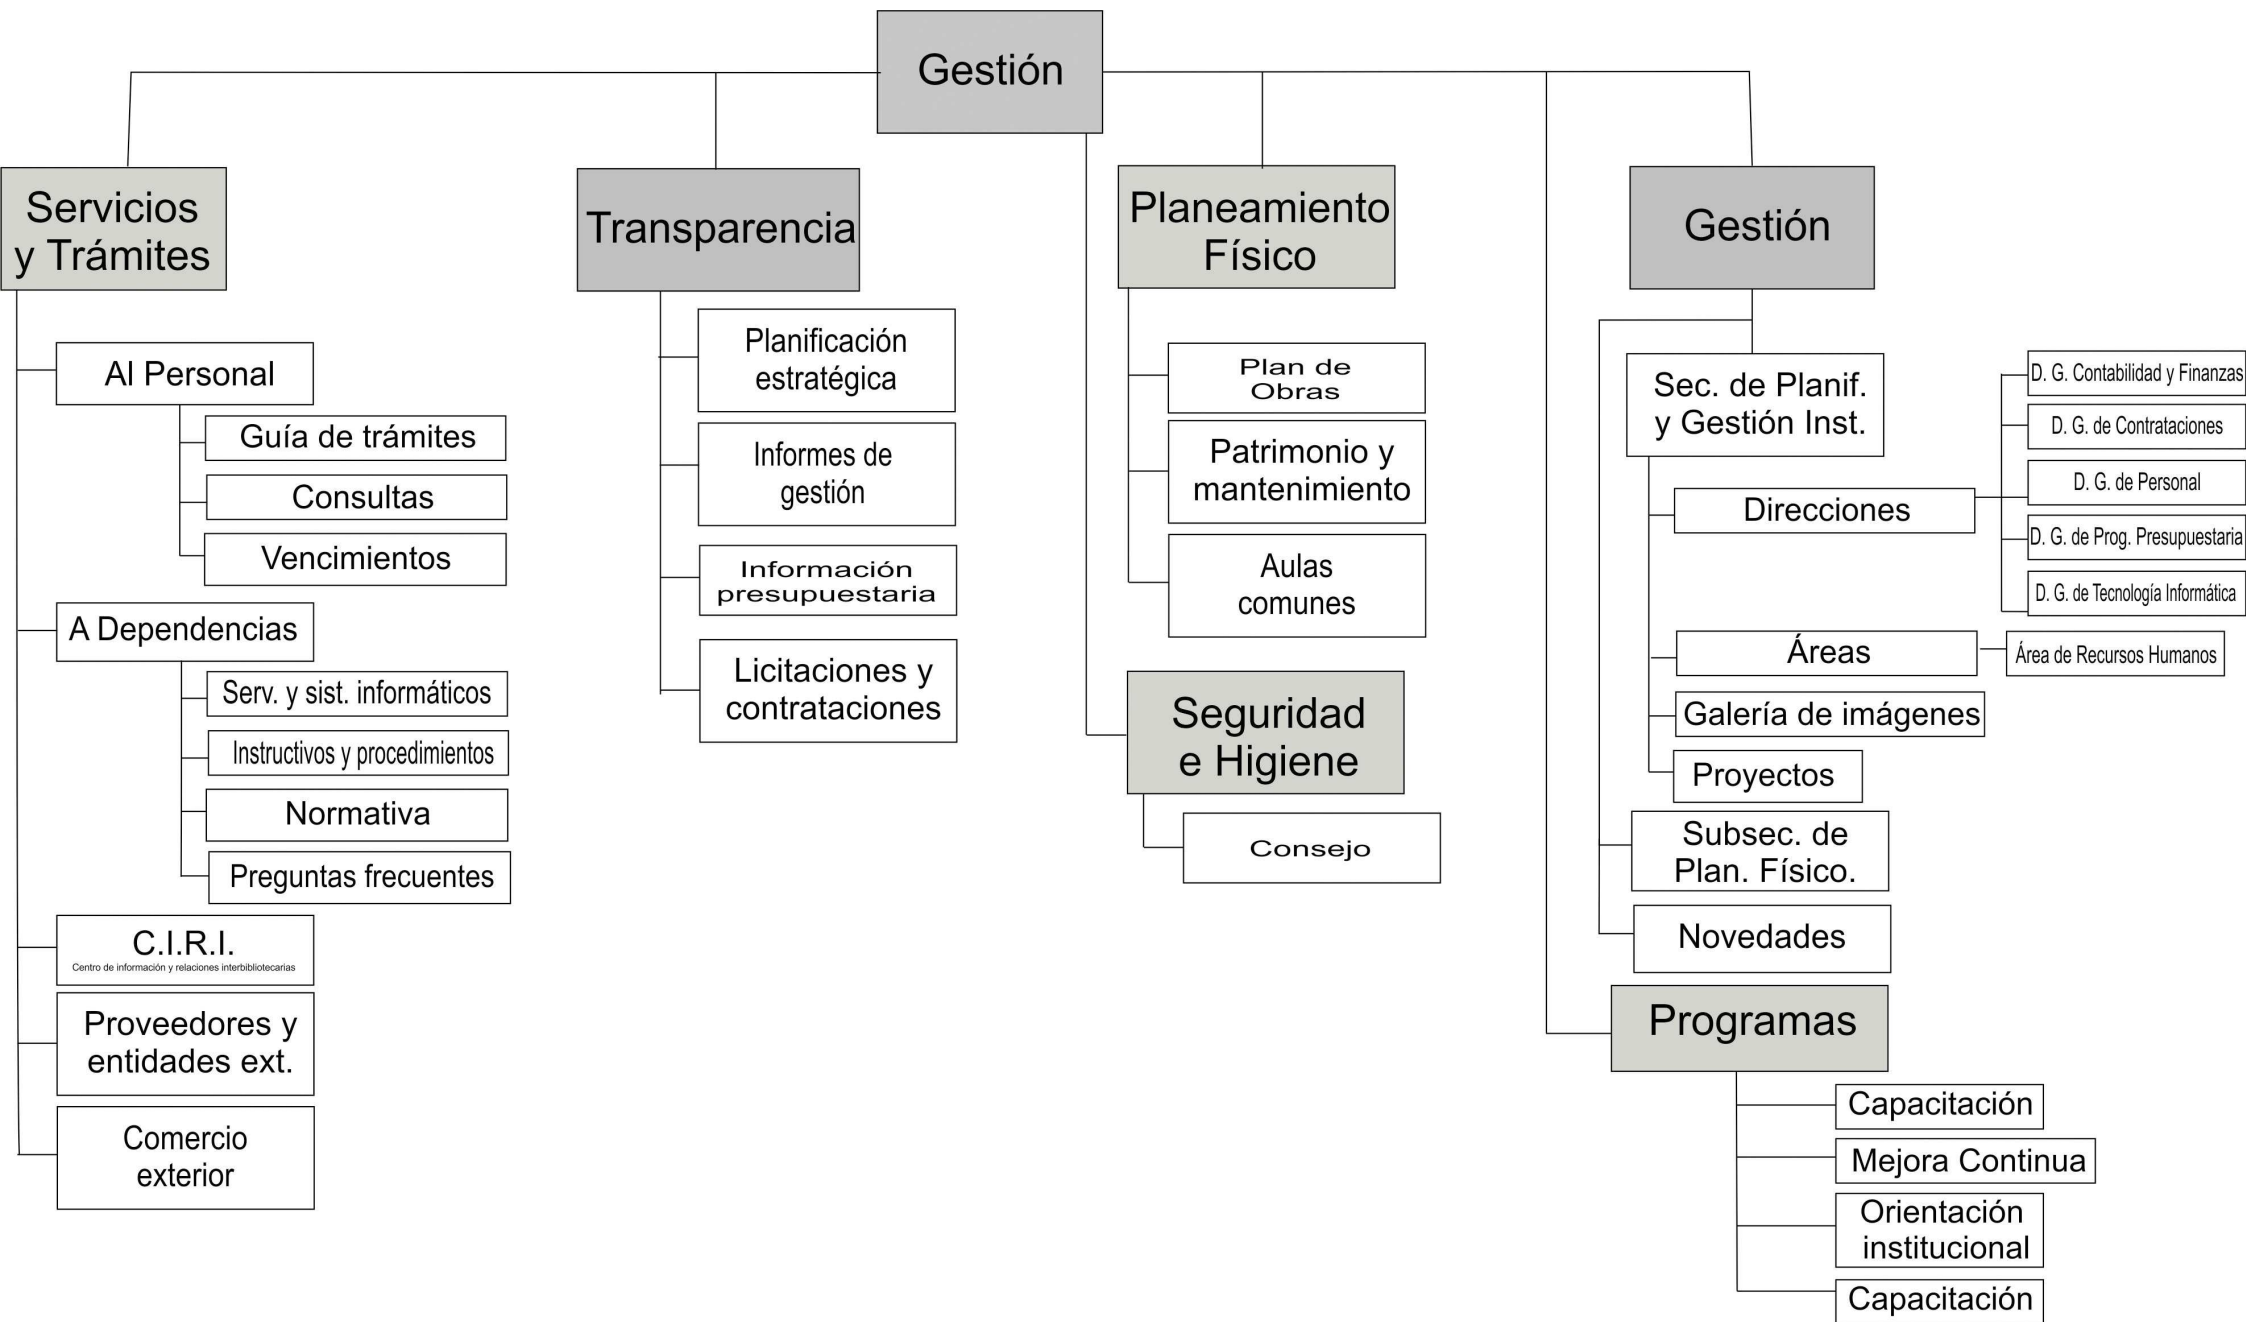 Gestión
Servicios
y Trámites
Al Personal
Guía de trámites
Consultas
Vencimientos
A Dependencias
Serv. y sist. informáticos
Instructivos y procedimientos
Normativa
Preguntas frecuentes
C.I.R.I.
Centro de información y relaciones interbibliotecarias
Proveedores y
entidades ext.
Comercio
exterior
Transparencia
Planificación
estratégica
Informes de
gestión
Información
presupuestaria
Licitaciones y
contrataciones
Planeamiento
Físico
Plan de
Obras
Patrimonio y
mantenimiento
Aulas
comunes
Seguridad
e Higiene
Consejo
Gestión
Sec. de Planif.
y Gestión Inst.
Direcciones
D. G. Contabilidad y Finanzas
D. G. de Contrataciones
D. G. de Personal
D. G. de Prog. Presupuestaria
D. G. de Tecnología Informática
Áreas
Área de Recursos Humanos
Galería de imágenes
Proyectos
Subsec. de
Plan. Físico.
Novedades
Programas
Capacitación
Mejora Continua
Orientación
institucional
Capacitación